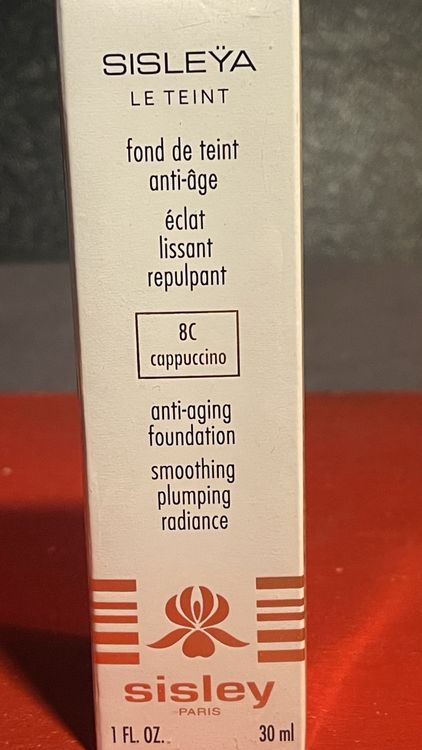 SISLEŸA
LE TEINT
fond de teint
anti-âge
éclat
lissant
repulpant
8C
cappuccino
anti-aging
foundation
smoothing
plumping
radiance
sisley
PARIS
1 FL. OZ. 30 ml